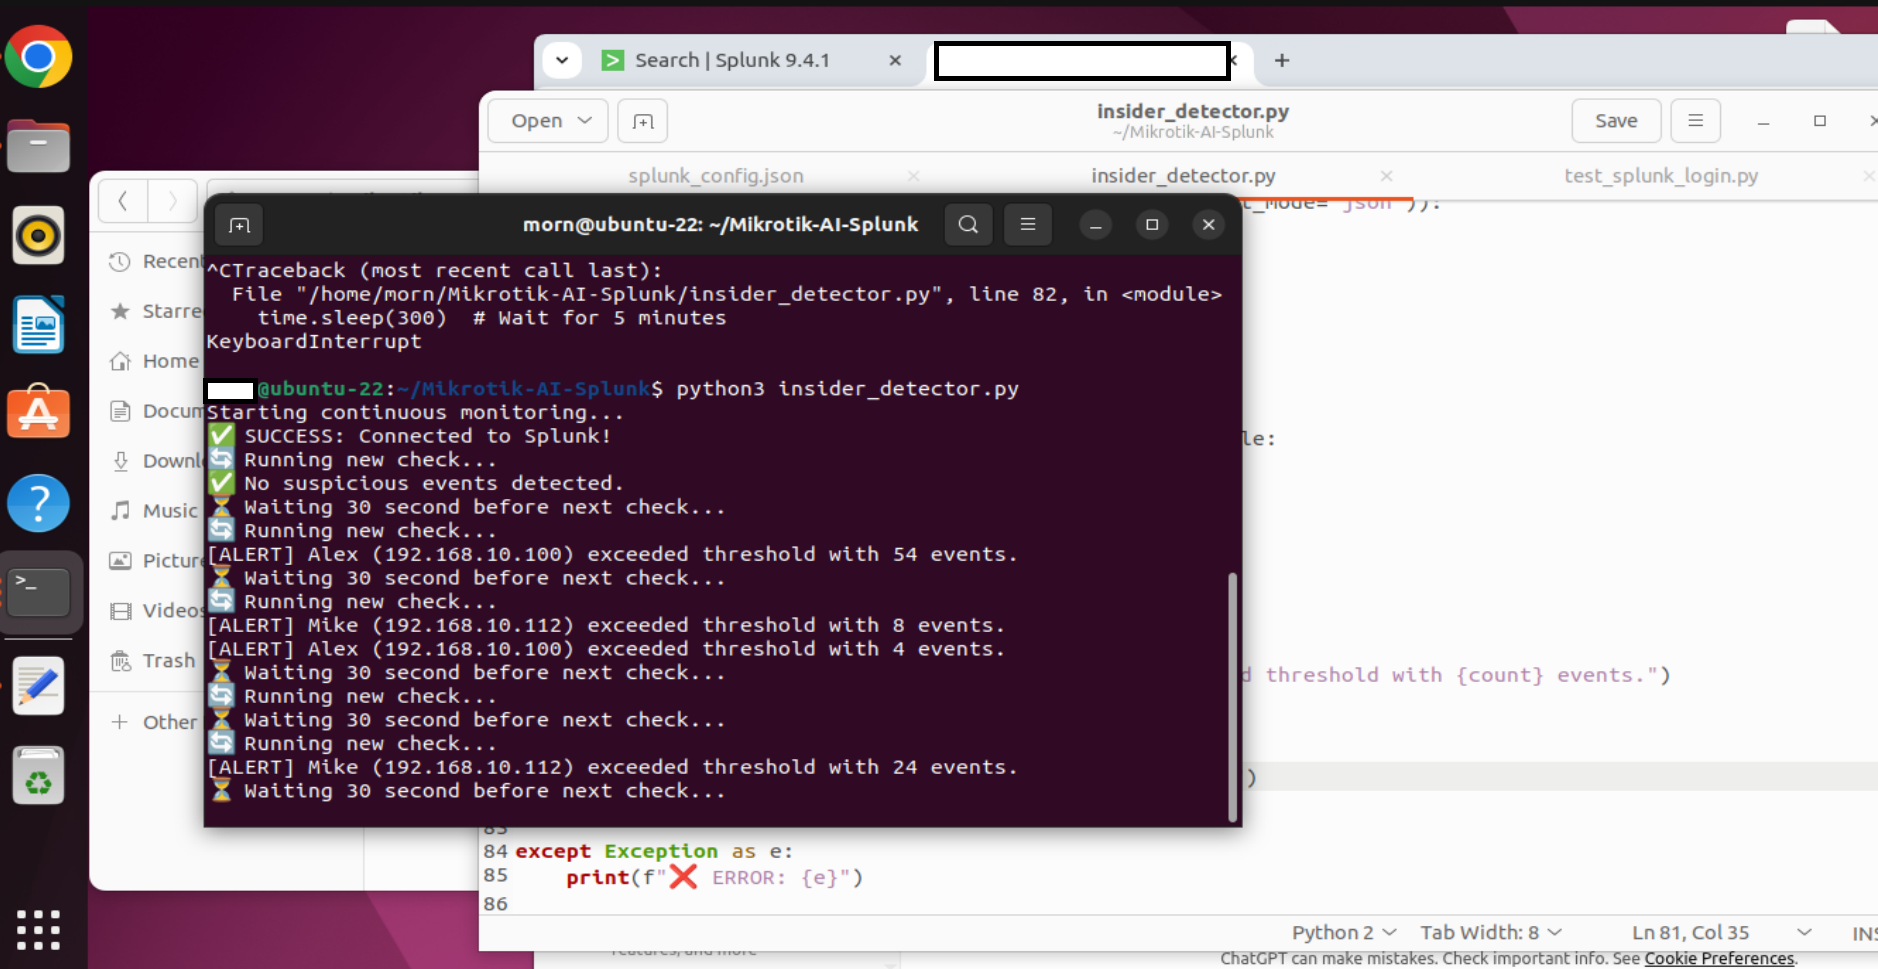 Search | Splunk 9.4.1
Open
insider_detector.py
~/Mikrotik-AI-Splunk
Save
splunk_config.json
insider_detector.py
test_splunk_login.py
t_mode='json')):
morn@ubuntu-22: ~/Mikrotik-AI-Splunk
Recent
Starre
Home
Docum
Downl
Music
Picture
Videos
Trash
Other
^CTraceback (most recent call last):
File "/home/morn/Mikrotik-AI-Splunk/insider_detector.py", line 82, in <module>
time.sleep(300)  # Wait for 5 minutes
KeyboardInterrupt
@ubuntu-22:~/Mikrotik-AI-Splunk$ python3 insider_detector.py
Starting continuous monitoring...
✅ SUCCESS: Connected to Splunk!
🔄 Running new check...
✅ No suspicious events detected.
⏳ Waiting 30 second before next check...
🔄 Running new check...
[ALERT] Alex (192.168.10.100) exceeded threshold with 54 events.
⏳ Waiting 30 second before next check...
🔄 Running new check...
[ALERT] Mike (192.168.10.112) exceeded threshold with 8 events.
[ALERT] Alex (192.168.10.100) exceeded threshold with 4 events.
⏳ Waiting 30 second before next check...
🔄 Running new check...
⏳ Waiting 30 second before next check...
🔄 Running new check...
[ALERT] Mike (192.168.10.112) exceeded threshold with 24 events.
⏳ Waiting 30 second before next check...
le:
d threshold with {count} events.")
)
83
84 except Exception as e:
85 print(f"❌ ERROR: {e}")
86
Python 2
Tab Width: 8
Ln 81, Col 35
INS
features, and more
ChatGPT can make mistakes. Check important info. See Cookie Preferences.